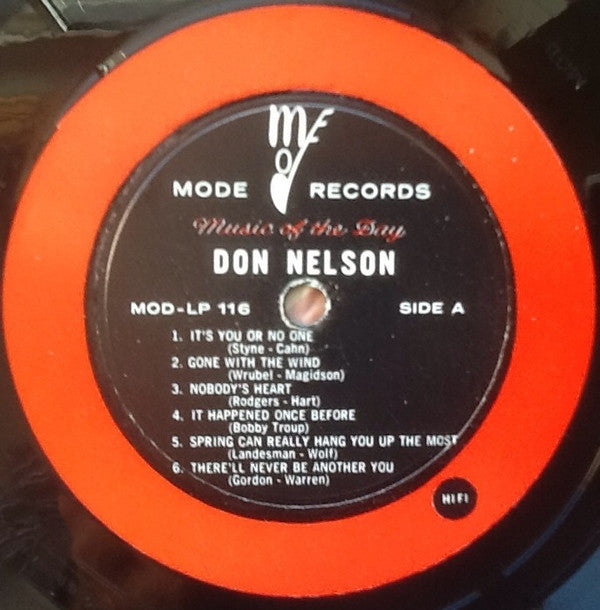 MODE
MODE RECORDS
Music of the Day
DON NELSON
MOD-LP 116 SIDE A
1. IT'S YOU OR NO ONE
(Styne - Cahn)
2. GONE WITH THE WIND
(Wrubel - Magidson)
3. NOBODY'S HEART
(Rodgers - Hart)
4. IT HAPPENED ONCE BEFORE
(Bobby Troup)
5. SPRING CAN REALLY HANG YOU UP THE MOST
(Landesman - Wolf)
6. THERE'LL NEVER BE ANOTHER YOU
(Gordon - Warren)
HI FI